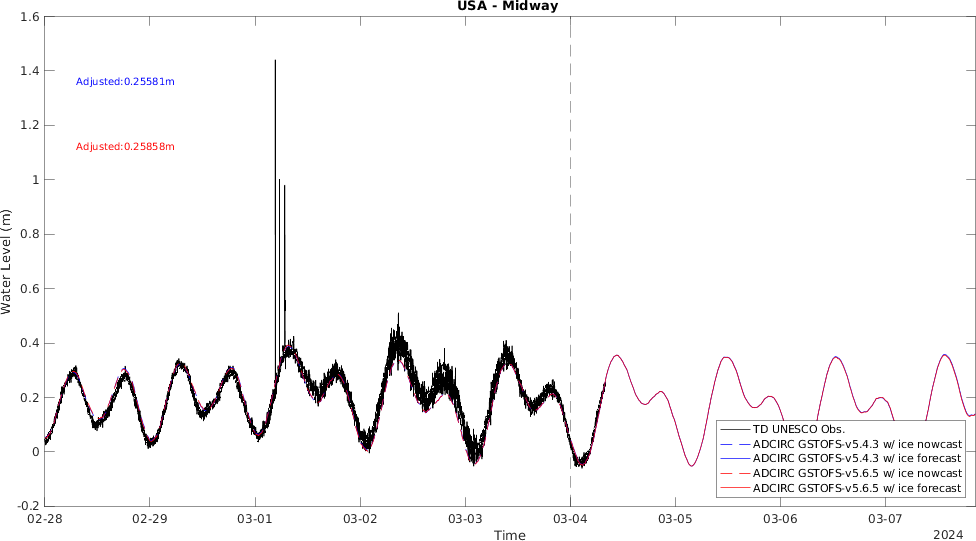 USA - Midway
1.6
1.4
1.2
1
0.8
0.6
0.4
0.2
0
-0.2
Water Level (m)
Adjusted:0.25581m
Adjusted:0.25858m
TD UNESCO Obs.
ADCIRC GSTOFS-v5.4.3 w/ ice nowcast
ADCIRC GSTOFS-v5.4.3 w/ ice forecast
ADCIRC GSTOFS-v5.6.5 w/ ice nowcast
ADCIRC GSTOFS-v5.6.5 w/ ice forecast
02-28 02-29 03-01 03-02 03-03 03-04 03-05 03-06 03-07
Time
2024